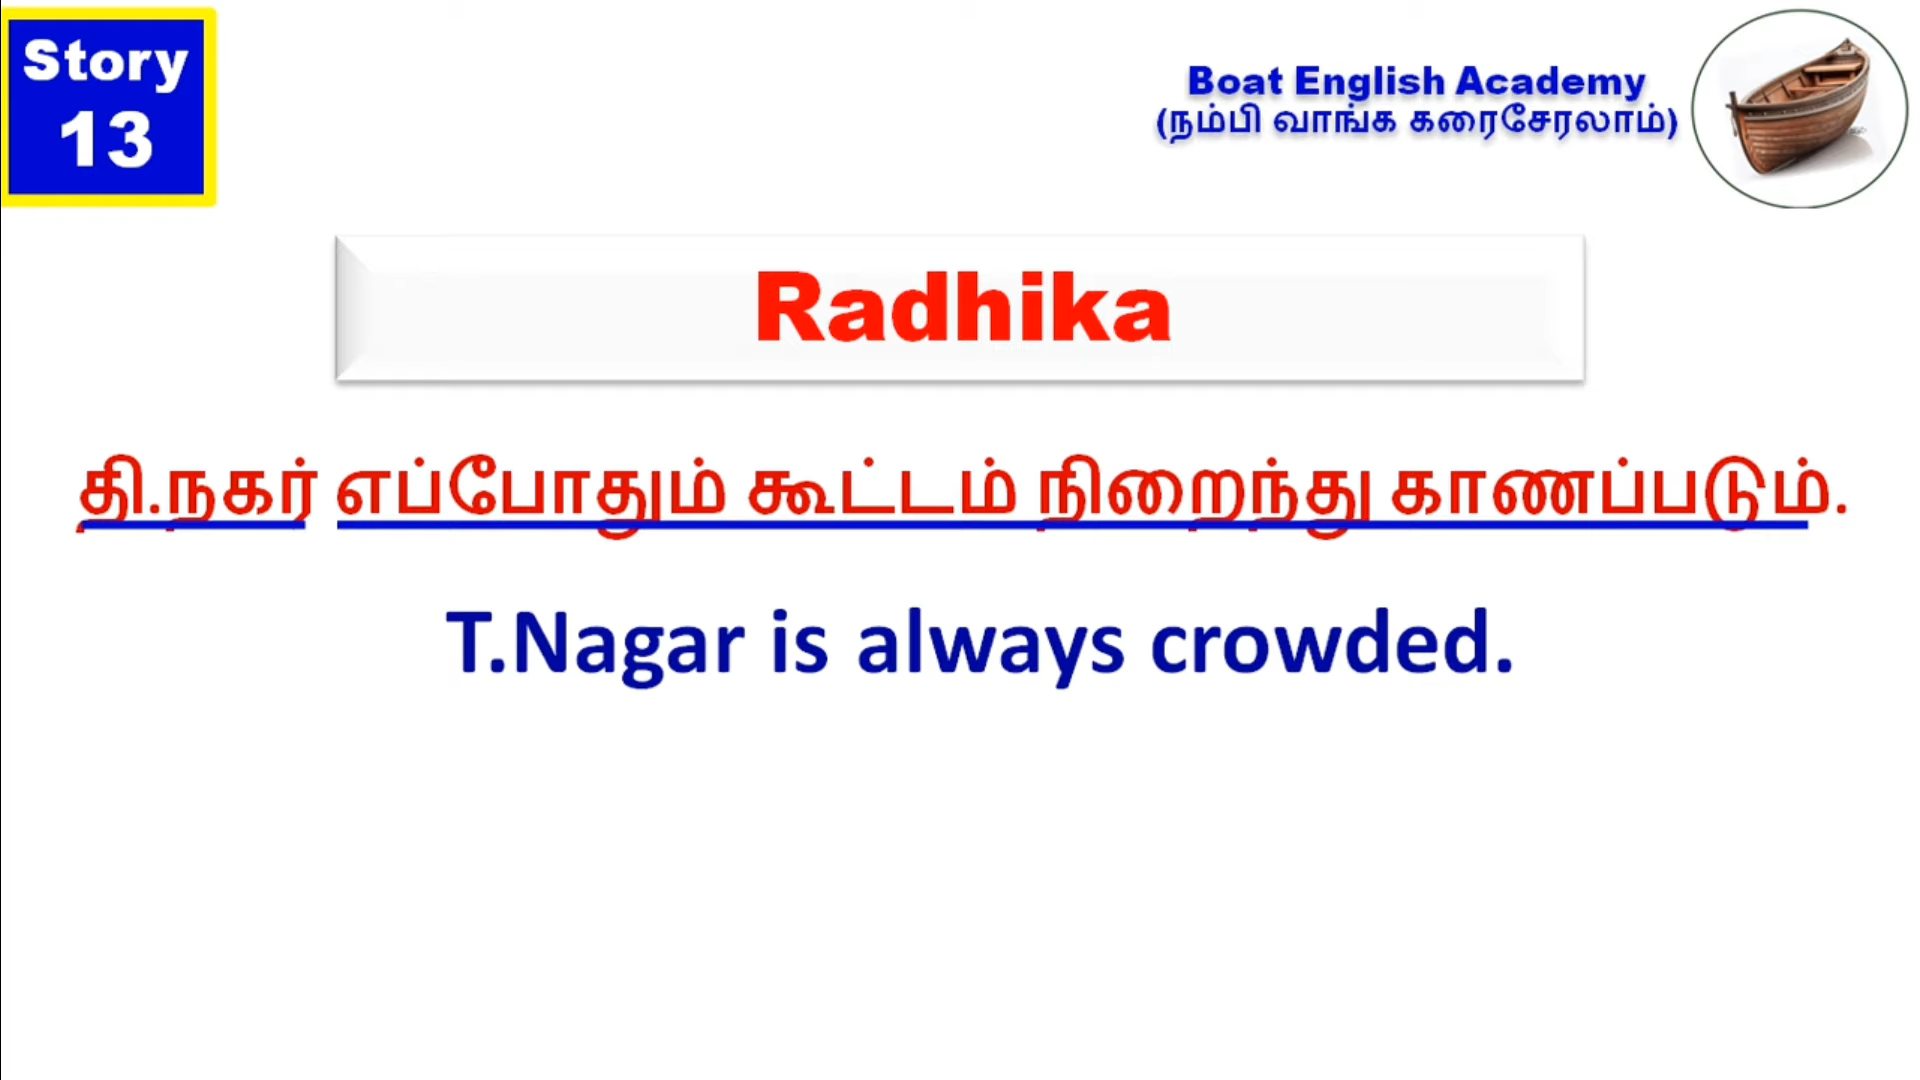 Story
13
Boat English Academy
(நம்பி வாங்க கரைசேரலாம்)
Radhika
தி.நகர் எப்போதும் கூட்டம் நிறைந்து காணப்படும்.
T.Nagar is always crowded.